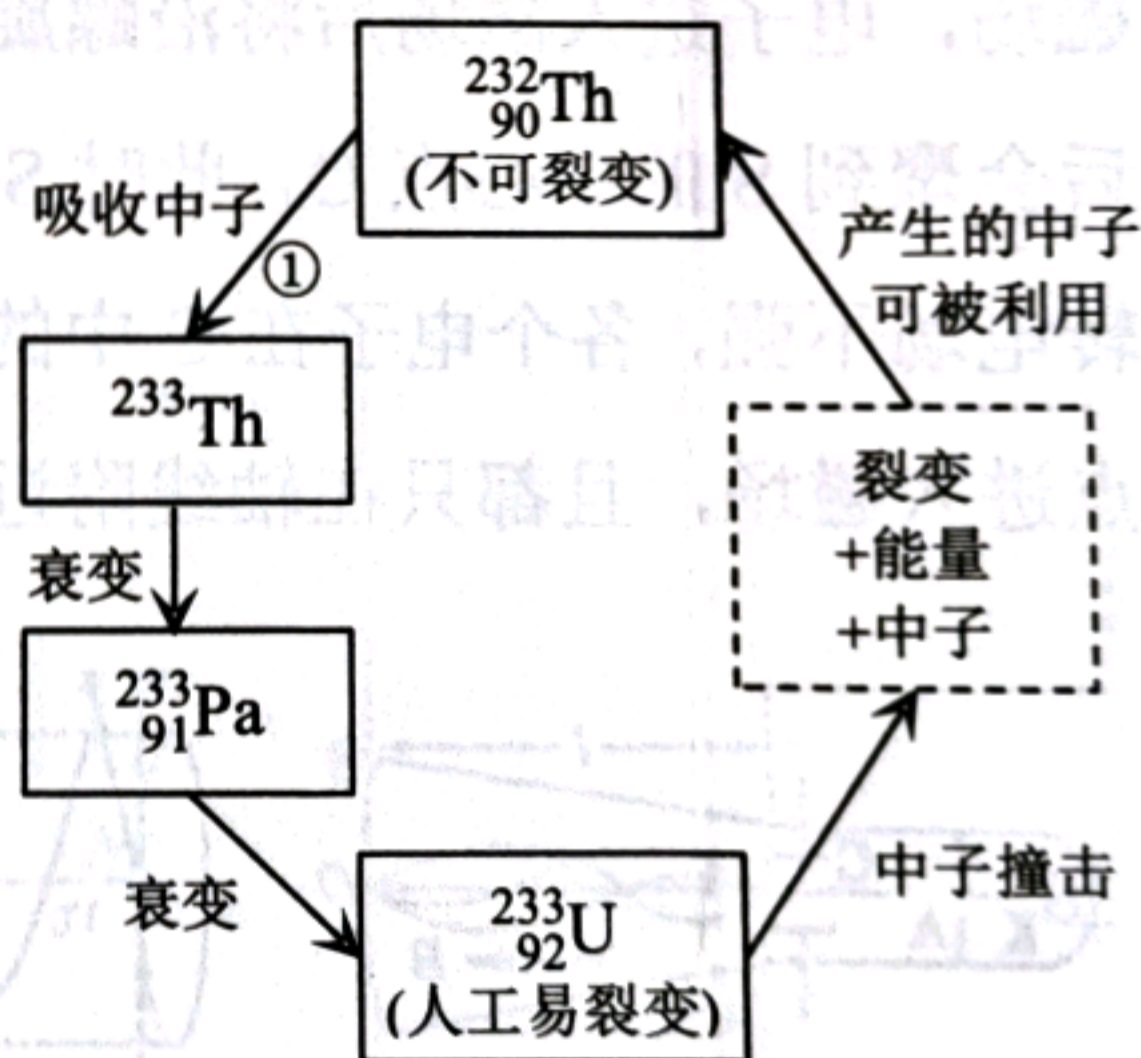 ²³²₉₀Th
(不可裂变)
吸收中子
①
²³³Th
衰变
²³³₉₁Pa
衰变
²³³₉₂U
(人工易裂变)
中子撞击
裂变
+能量
+中子
产生的中子
可被利用